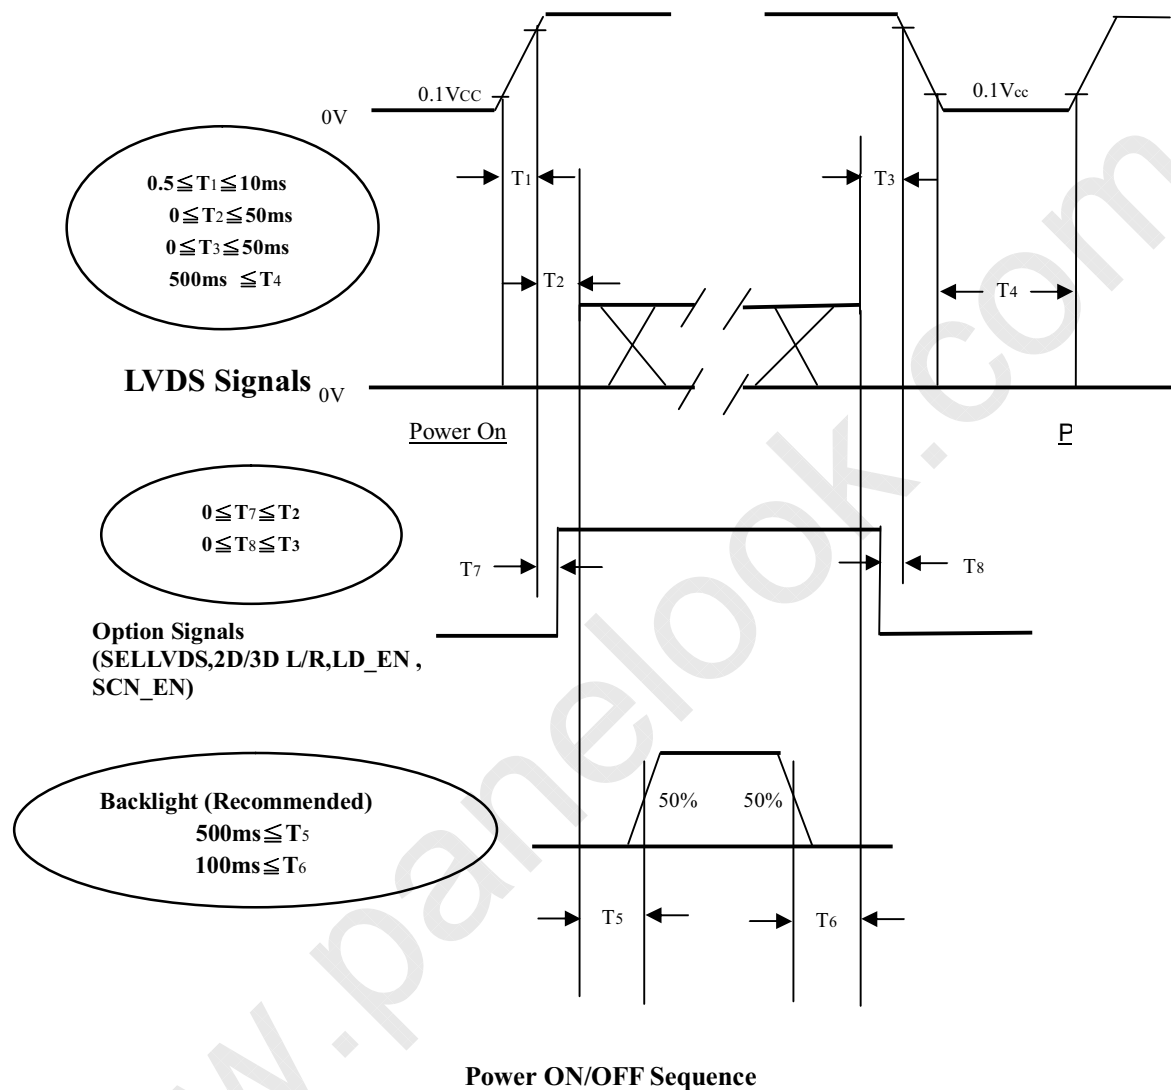 0.1VCC
0.1Vcc
0V
T1
T3
0.5≦T1≦10ms
0≦T2≦50ms
0≦T3≦50ms
500ms ≦T4
T2
T4
LVDS Signals 0V
Power On
P
0≦T7≦T2
0≦T8≦T3
T7
T8
Option Signals
(SELLVDS,2D/3D L/R,LD_EN ,
SCN_EN)
Backlight (Recommended)
500ms≦T5
100ms≦T6
50%
50%
T5
T6
Power ON/OFF Sequence
w.panelook.com